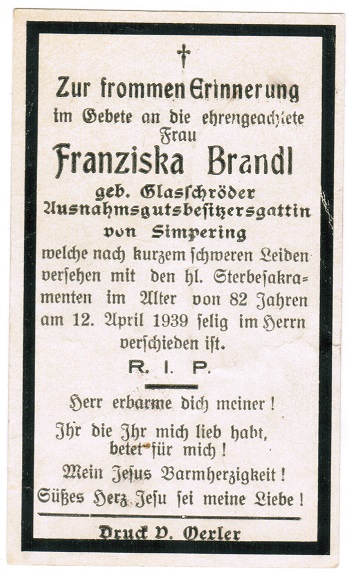 Zur frommen Erinnerung
im Gebete an die ehrengeachtete
Frau
Franziska Brandl
geb. Glasschröder
Ausnahmsgutsbesitzersgattin
von Simpering
welche nach kurzem schweren Leiden
versehen mit den hl. Sterbesakra-
menten im Alter von 82 Jahren
am 12. April 1939 selig im Herrn
verschieden ist.
R. I. P.
Herr erbarme dich meiner !
Ihr die Ihr mich lieb habt,
betet für mich !
Mein Jesus Barmherzigkeit !
Süßes Herz Jesu sei meine Liebe !
Druck V. Oerler